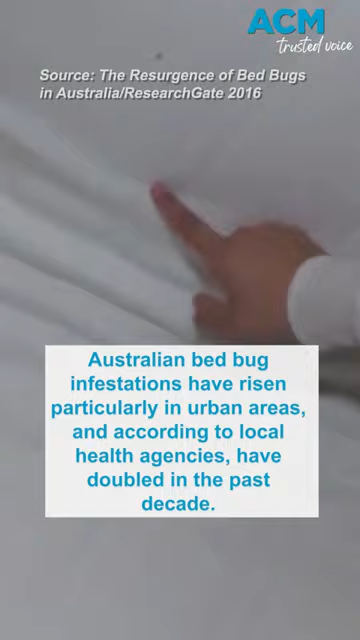 ACM
trusted voice
Source: The Resurgence of Bed Bugs
in Australia/ResearchGate 2016
Australian bed bug
infestations have risen
particularly in urban areas,
and according to local
health agencies, have
doubled in the past
decade.